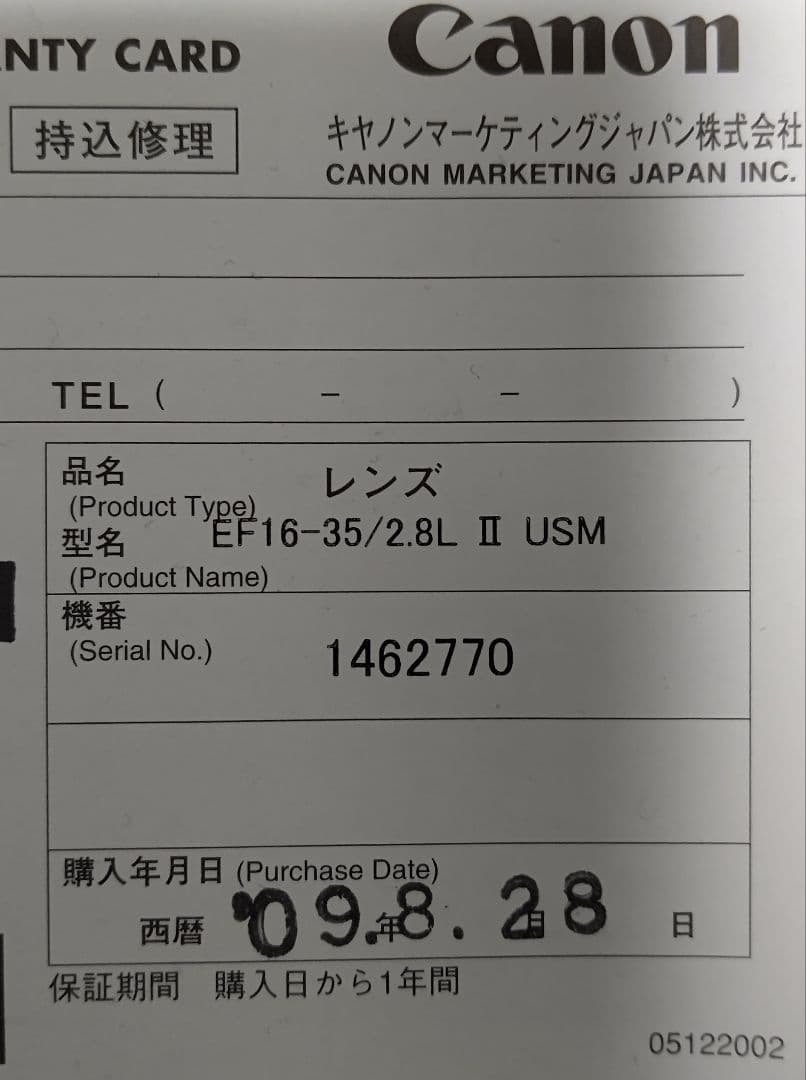 NTY CARD
Canon
持込修理
キヤノンマーケティングジャパン株式会社
CANON MARKETING JAPAN INC.
TEL ( - - )
品名
(Product Type)
レンズ
型名
(Product Name)
EF16-35/2.8L Ⅱ USM
機番
(Serial No.)
1462770
購入年月日 (Purchase Date)
西暦 '09.年8.28月 日
保証期間 購入日から1年間
05122002